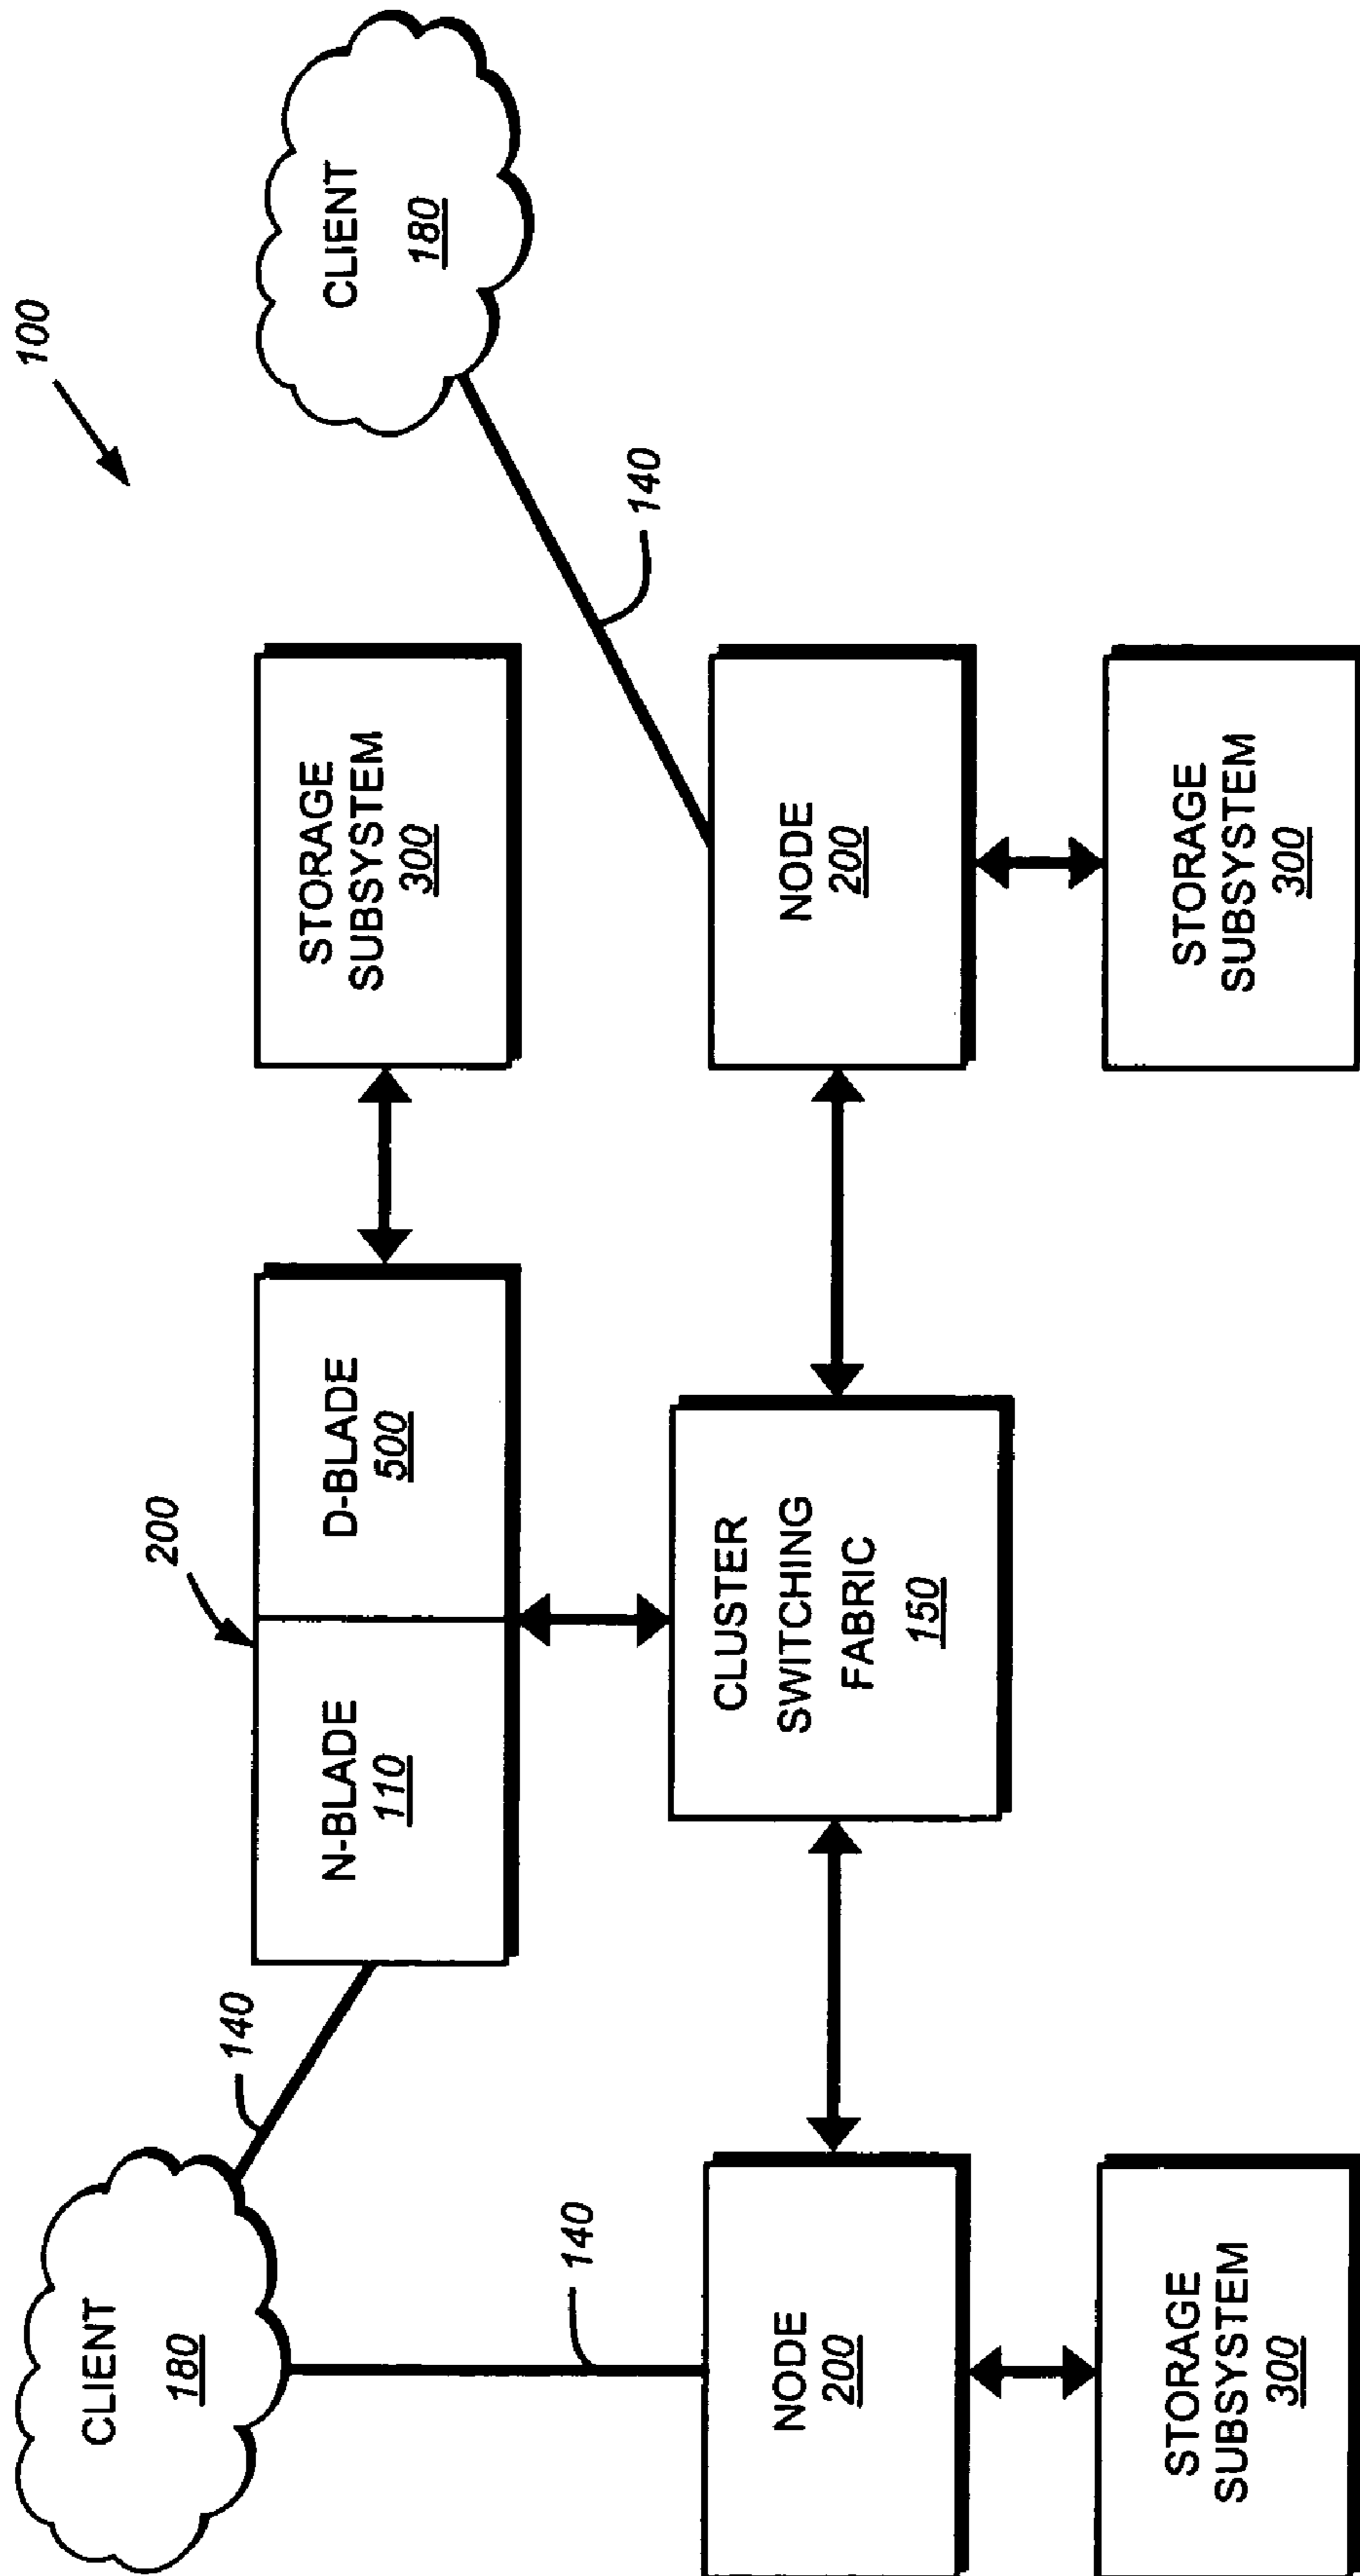 100
CLIENT
180
140
CLIENT
180
140
200
N-BLADE
110
D-BLADE
500
STORAGE
SUBSYSTEM
300
140
NODE
200
CLUSTER
SWITCHING
FABRIC
150
NODE
200
STORAGE
SUBSYSTEM
300
STORAGE
SUBSYSTEM
300